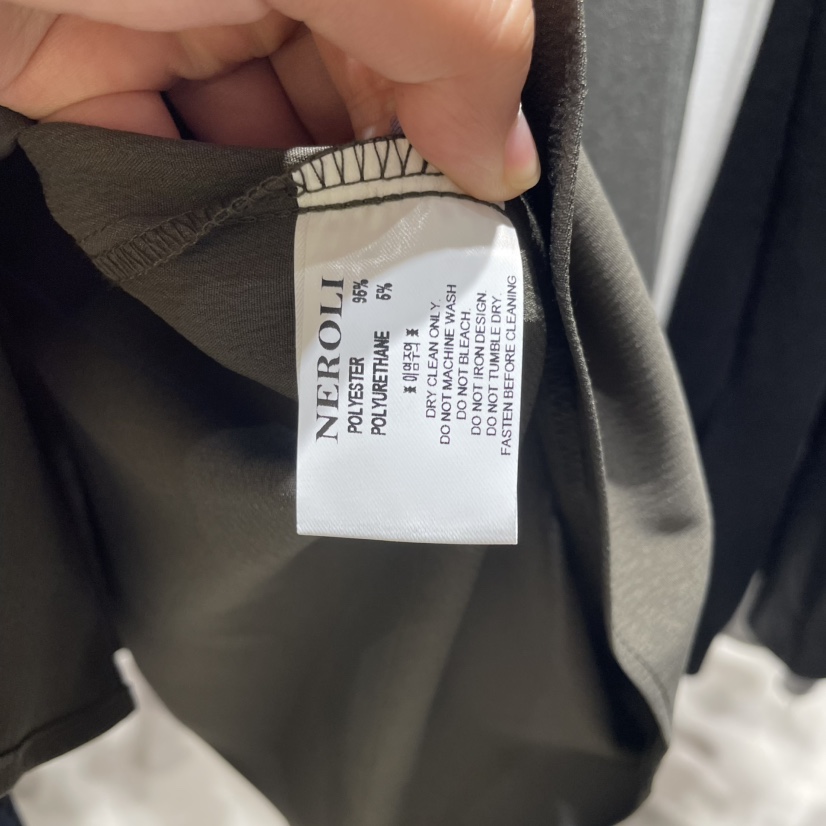 NEROLI
POLYESTER 95%
POLYURETHANE 5%
※ 이염주의 ※
DRY CLEAN ONLY.
DO NOT MACHINE WASH
DO NOT BLEACH.
DO NOT IRON DESIGN.
DO NOT TUMBLE DRY.
FASTEN BEFORE CLEANING